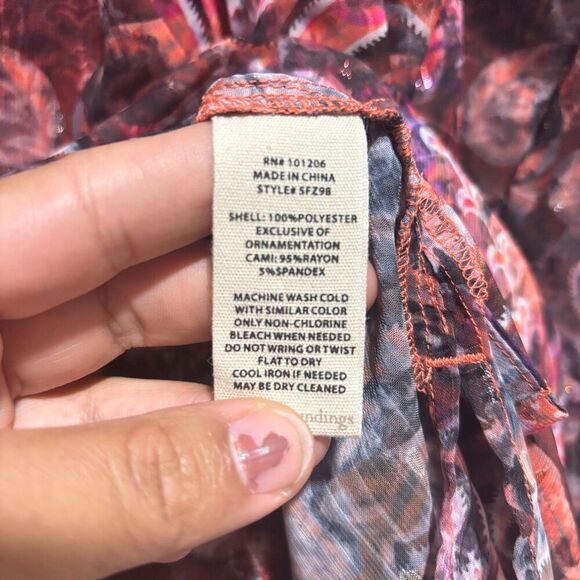 RN# 101206
MADE IN CHINA
STYLE# SFZ98
SHELL: 100%POLYESTER
EXCLUSIVE OF
ORNAMENTATION
CAMI: 95%RAYON
5%SPANDEX
MACHINE WASH COLD
WITH SIMILAR COLOR
ONLY NON-CHLORINE
BLEACH WHEN NEEDED
DO NOT WRING OR TWIST
FLAT TO DRY
COOL IRON IF NEEDED
MAY BE DRY CLEANED